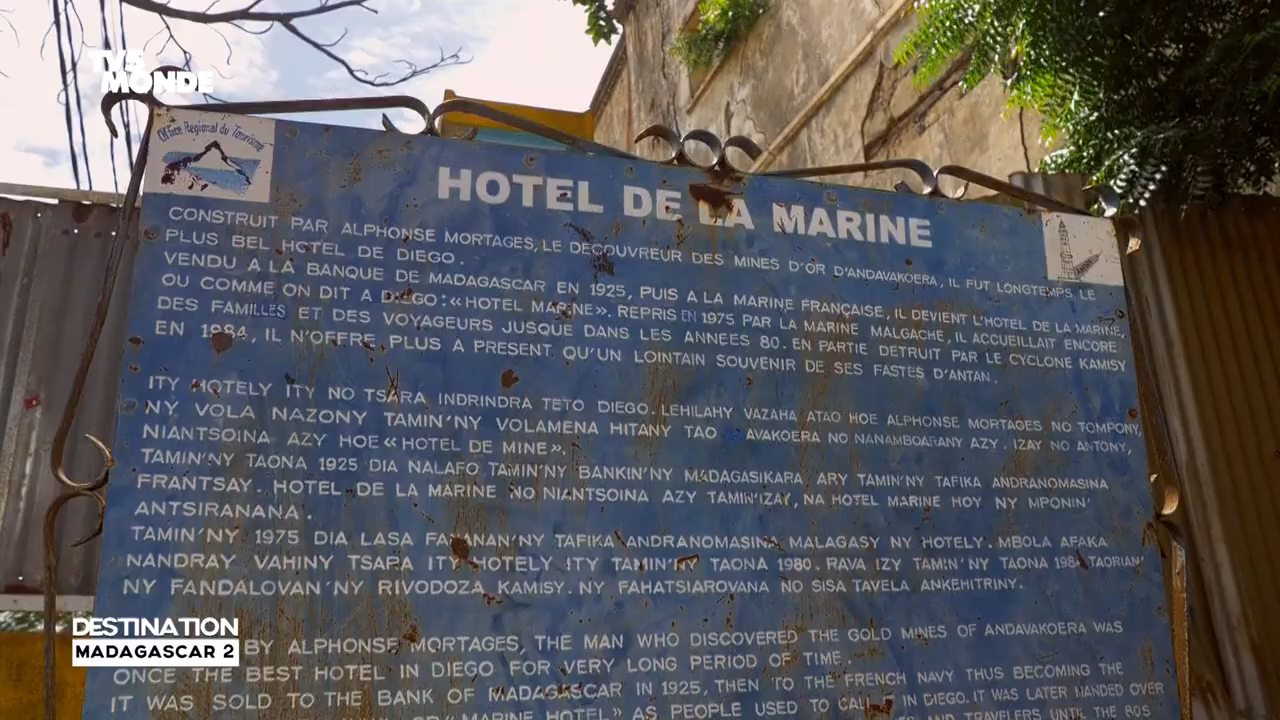 TV5
MONDE
Office Regional du Tourisme
HOTEL DE LA MARINE
CONSTRUIT PAR ALPHONSE MORTAGES, LE DECOUVREUR DES MINES D'OR D'ANDAVAKOERA, IL FUT LONGTEMPS LE
PLUS BEL HOTEL DE DIEGO.
VENDU A LA BANQUE DE MADAGASCAR EN 1925, PUIS A LA MARINE FRANÇAISE, IL DEVIENT L'HOTEL DE LA MARINE,
OU COMME ON DIT A DIEGO : «HOTEL MARINE». REPRIS EN 1975 PAR LA MARINE MALGACHE, IL ACCUEILLAIT ENCORE
DES FAMILLES ET DES VOYAGEURS JUSQUE DANS LES ANNEES 80. EN PARTIE DETRUIT PAR LE CYCLONE KAMISY
EN 1984, IL N'OFFRE PLUS A PRESENT QU'UN LOINTAIN SOUVENIR DE SES FASTES D'ANTAN.
ITY HOTELY ITY NO TSARA INDRINDRA TETO DIEGO. LEHILAHY VAZAHA ATAO HOE ALPHONSE MORTAGES NO TOMPONY,
NY VOLA NAZONY TAMIN'NY VOLAMENA HITANY TAO AVAKOERA NO NANAMBOARANY AZY. IZAY NO ANTONY,
NIANTSOINA AZY HOE «HOTEL DE MINE».
TAMIN'NY TAONA 1925 DIA NALAFO TAMIN'NY BANKIN'NY MADAGASIKARA ARY TAMIN'NY TAFIKA ANDRANOMASINA
FRANTSAY. HOTEL DE LA MARINE NO NIANTSOINA AZY TAMIN'IZAY, NA HOTEL MARINE HOY NY MPONIN'
ANTSIRANANA.
TAMIN'NY 1975 DIA LASA FANANAN'NY TAFIKA ANDRANOMASINA MALAGASY NY HOTELY. MBOLA AFAKA
NANDRAY VAHINY TSARA ITY HOTELY ITY TAMIN'NY TAONA 1980. RAVA IZY TAMIN'NY TAONA 1984 TAORIAN'
NY FANDALOVAN'NY RIVODOZA KAMISY. NY FAHATSIAROVANA NO SISA TAVELA ANKEHITRINY.
BY ALPHONSE MORTAGES, THE MAN WHO DISCOVERED THE GOLD MINES OF ANDAVAKOERA WAS
ONCE THE BEST HOTEL IN DIEGO FOR VERY LONG PERIOD OF TIME.
IT WAS SOLD TO THE BANK OF MADAGASCAR IN 1925, THEN TO THE FRENCH NAVY THUS BECOMING THE
«MARINE HOTEL» AS PEOPLE USED TO CALL IN DIEGO. IT WAS LATER HANDED OVER
AND TRAVELERS UNTIL THE 80S
DESTINATION
MADAGASCAR 2